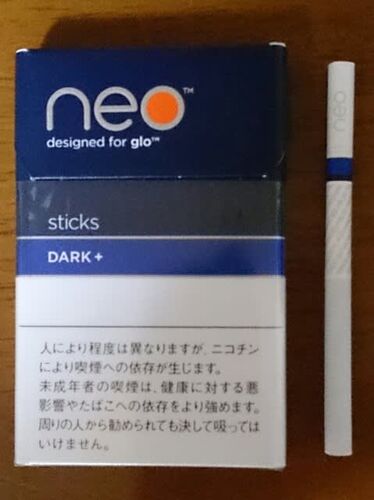 neo™
designed for glo™
sticks
DARK+
人により程度は異なりますが、ニコチン
により喫煙への依存が生じます。
未成年者の喫煙は、健康に対する悪
影響やたばこへの依存をより強めます。
周りの人から勧められても決して吸っては
いけません。
neo